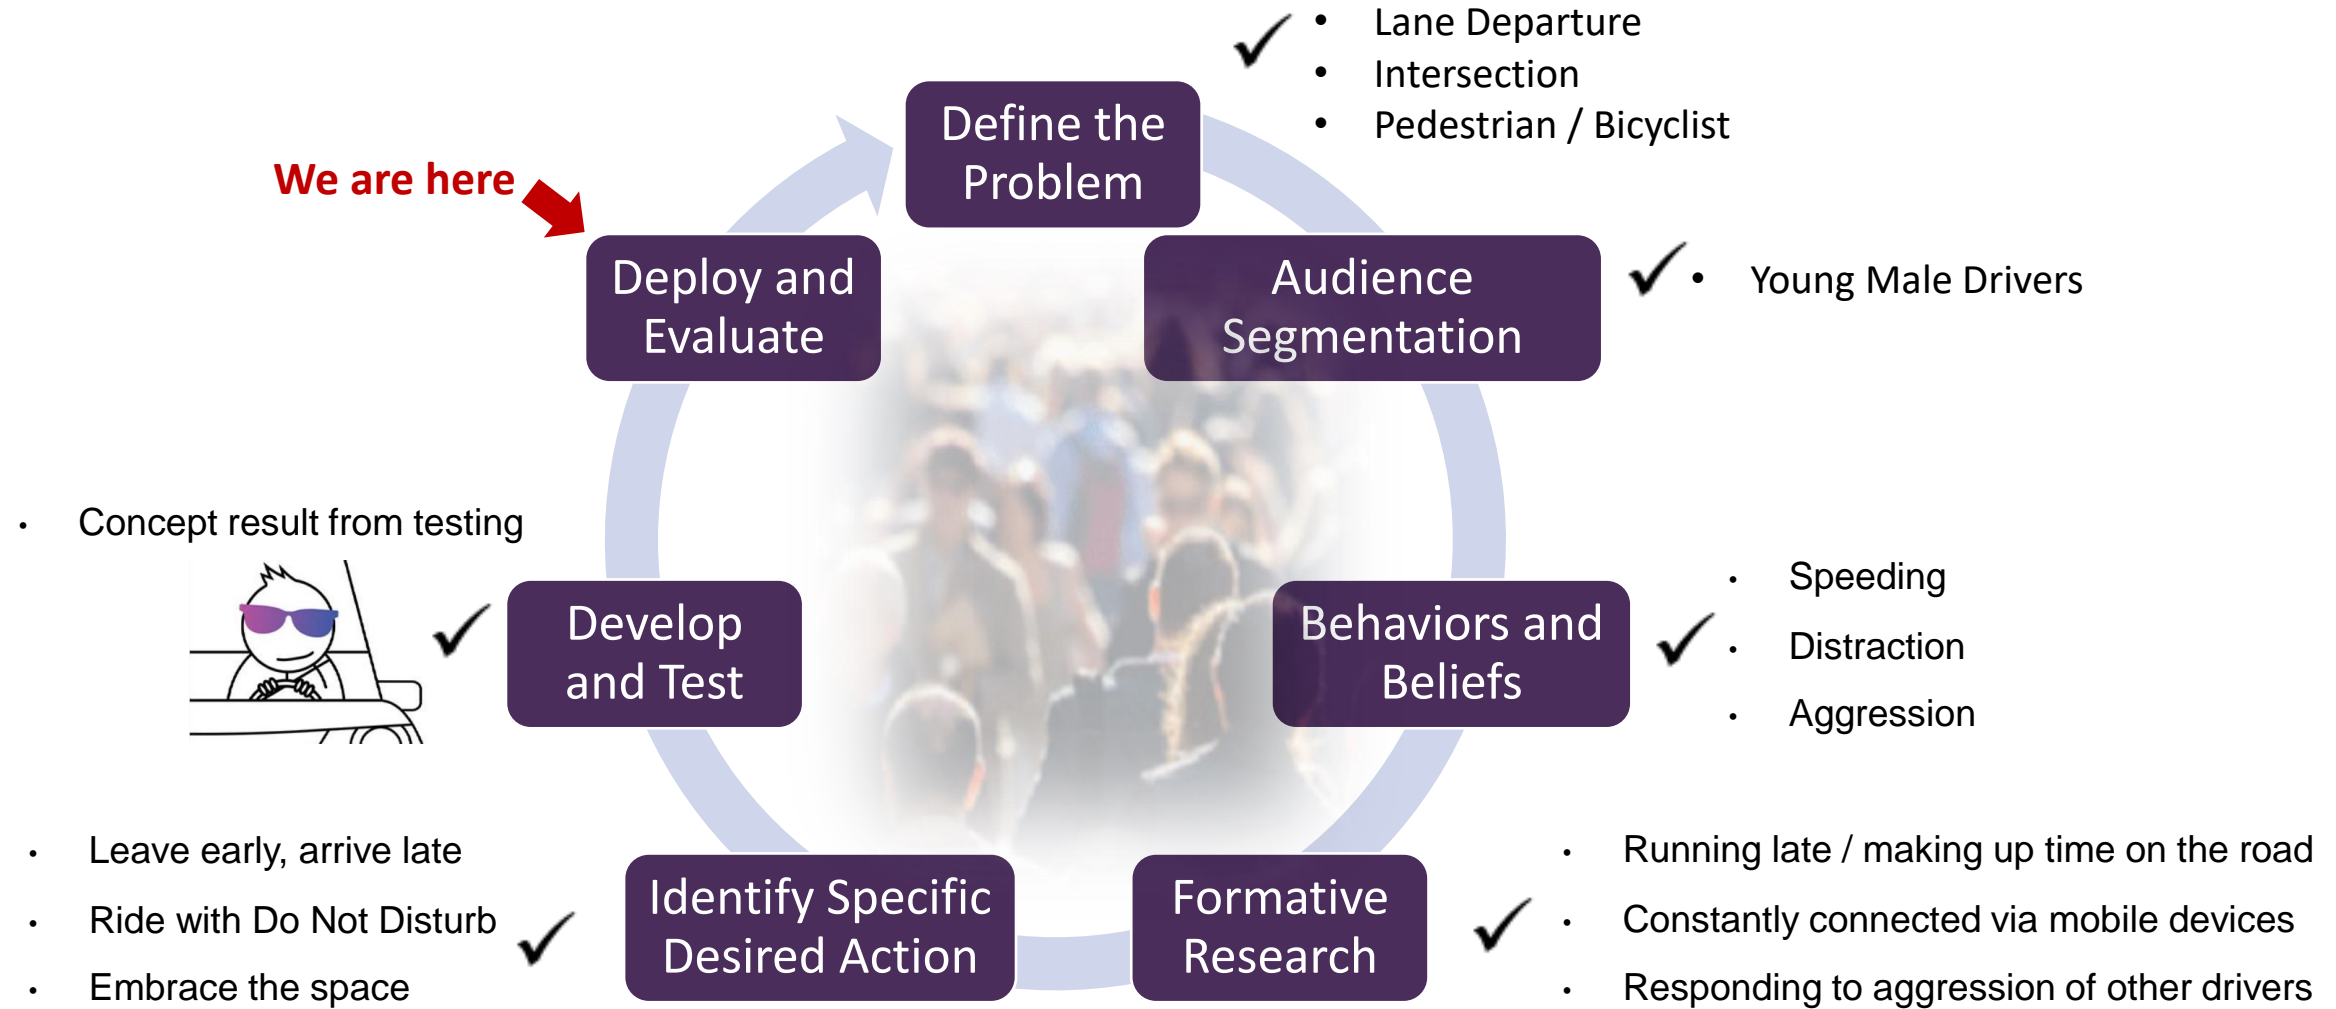 • Lane Departure
• Intersection
• Pedestrian / Bicyclist
Define the
Problem
We are here
Deploy and
Evaluate
Audience
Segmentation
• Young Male Drivers
• Concept result from testing
Develop
and Test
Behaviors and
Beliefs
• Speeding
• Distraction
• Aggression
• Leave early, arrive late
• Ride with Do Not Disturb
• Embrace the space
Identify Specific
Desired Action
Formative
Research
• Running late / making up time on the road
• Constantly connected via mobile devices
• Responding to aggression of other drivers